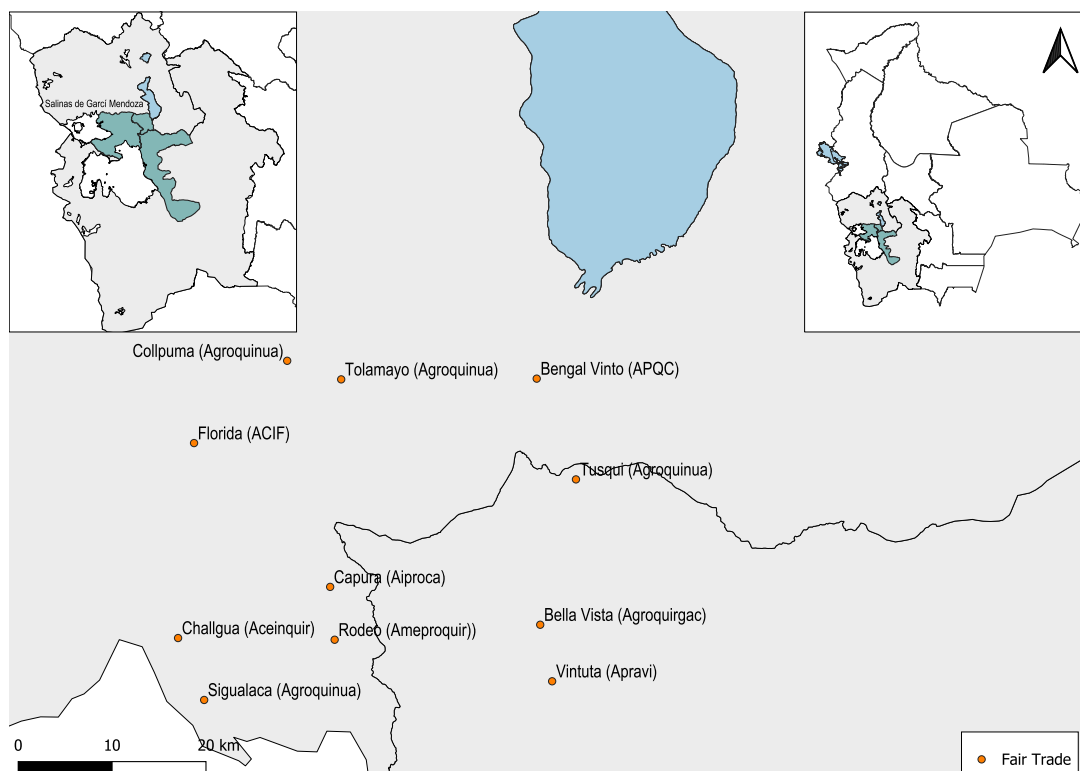 Salinas de Garcí Mendoza
Collpuma (Agroquinua)
Tolamayo (Agroquinua)
Bengal Vinto (APQC)
Florida (ACIF)
Tusqui (Agroquinua)
Capura (Aiproca)
Challgua (Aceinquir)
Rodeo (Ameproquir))
Bella Vista (Agroquirgac)
Vintuta (Apravi)
Sigualaca (Agroquinua)
0 10 20 km
Fair Trade